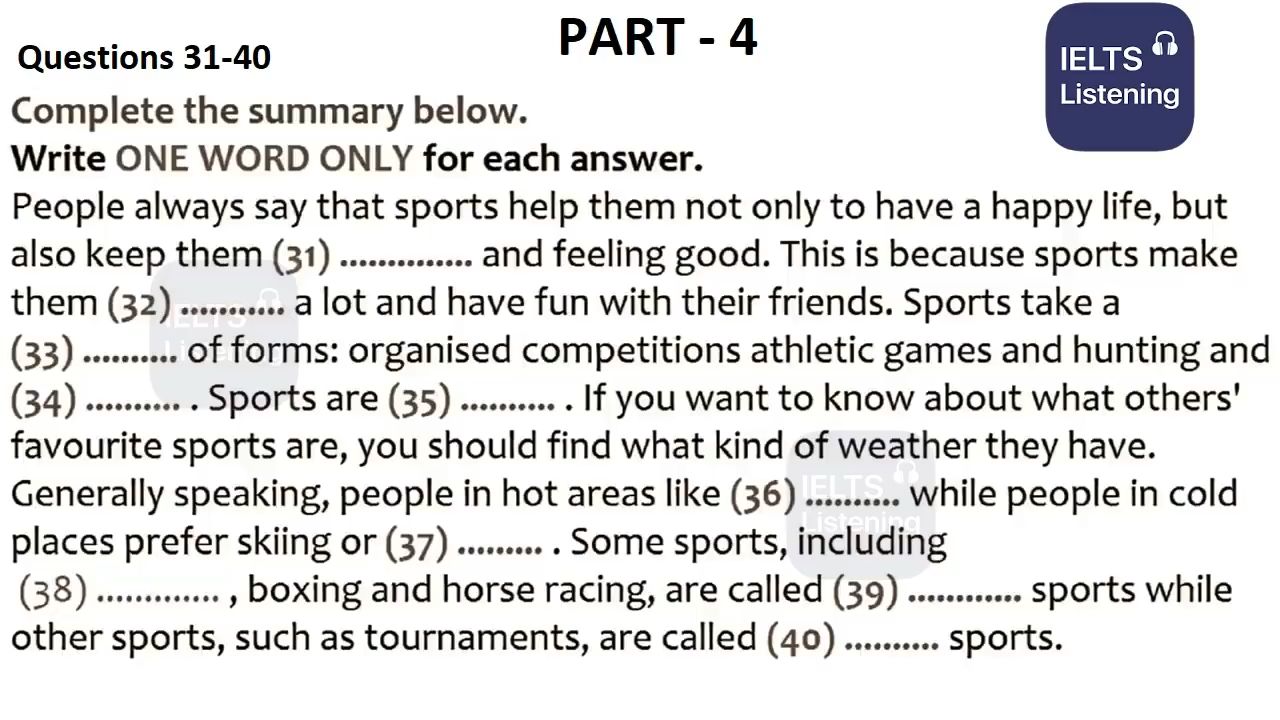 PART - 4
Questions 31-40
IELTS
Listening
Complete the summary below.
Write ONE WORD ONLY for each answer.
People always say that sports help them not only to have a happy life, but
also keep them (31) .............. and feeling good. This is because sports make
them (32) ........... a lot and have fun with their friends. Sports take a
(33) .......... of forms: organised competitions athletic games and hunting and
(34) .......... . Sports are (35) .......... . If you want to know about what others'
favourite sports are, you should find what kind of weather they have.
Generally speaking, people in hot areas like (36) .......... while people in cold
places prefer skiing or (37) ......... . Some sports, including
(38) ............. , boxing and horse racing, are called (39) ............ sports while
other sports, such as tournaments, are called (40) .......... sports.
IELTS
Listening
IELTS
Listening